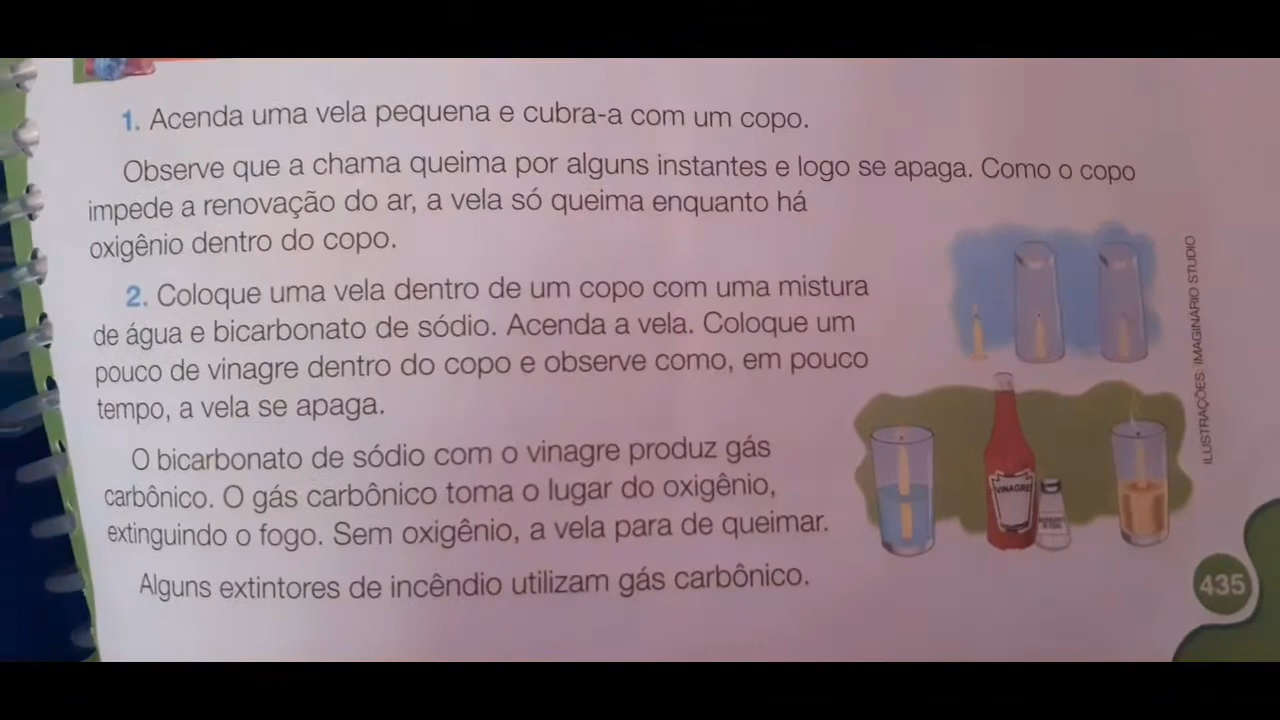 1. Acenda uma vela pequena e cubra-a com um copo.
Observe que a chama queima por alguns instantes e logo se apaga. Como o copo
impede a renovação do ar, a vela só queima enquanto há
oxigênio dentro do copo.
2. Coloque uma vela dentro de um copo com uma mistura
de água e bicarbonato de sódio. Acenda a vela. Coloque um
pouco de vinagre dentro do copo e observe como, em pouco
tempo, a vela se apaga.
O bicarbonato de sódio com o vinagre produz gás
carbônico. O gás carbônico toma o lugar do oxigênio,
extinguindo o fogo. Sem oxigênio, a vela para de queimar.
Alguns extintores de incêndio utilizam gás carbônico.
ILUSTRAÇÕES: IMAGINÁRIO STUDIO
VINAGRE
435